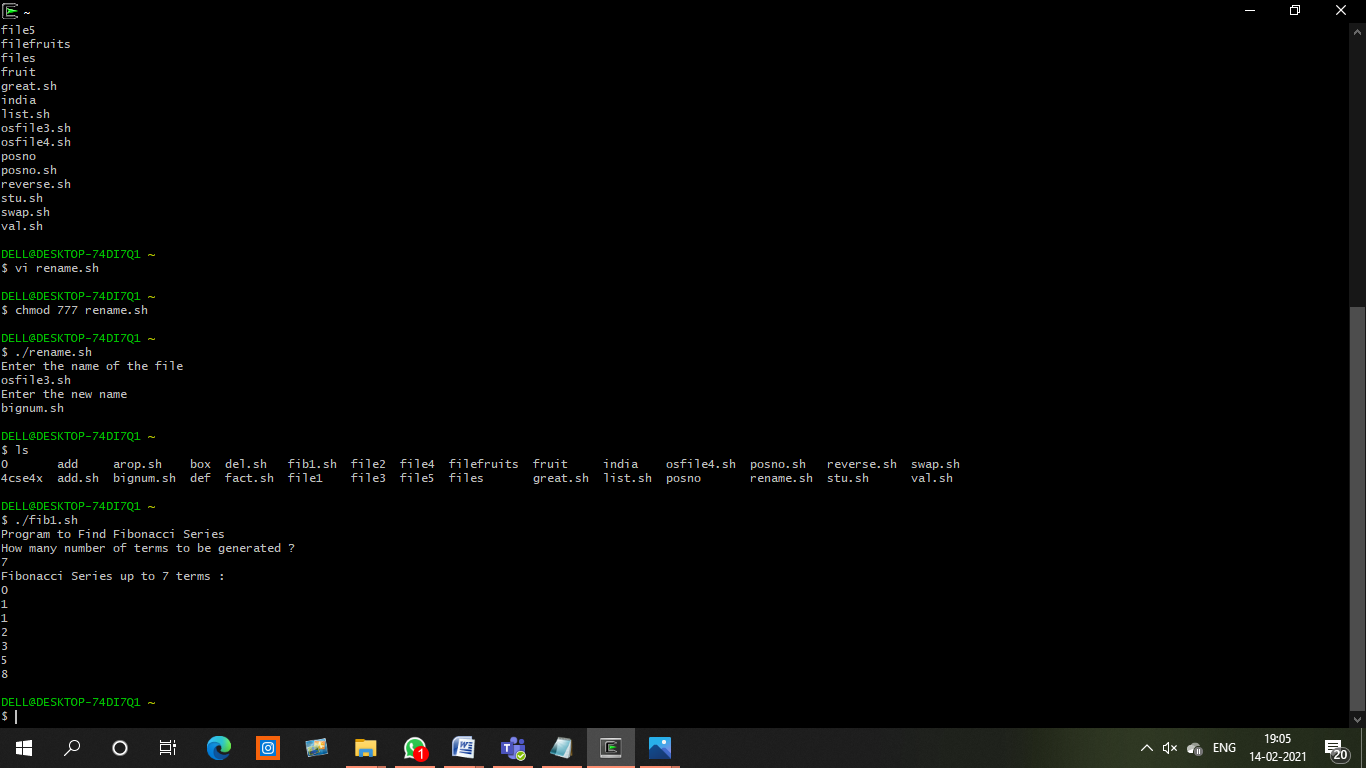 ~
file5
filefruits
files
fruit
great.sh
india
list.sh
osfile3.sh
osfile4.sh
posno
posno.sh
reverse.sh
stu.sh
swap.sh
val.sh
DELL@DESKTOP-74DI7Q1 ~
$ vi rename.sh
DELL@DESKTOP-74DI7Q1 ~
$ chmod 777 rename.sh
DELL@DESKTOP-74DI7Q1 ~
$ ./rename.sh
Enter the name of the file
osfile3.sh
Enter the new name
bignum.sh
DELL@DESKTOP-74DI7Q1 ~
$ ls
0       add     arop.sh    box  del.sh   fib1.sh  file2  file4  filefruits  fruit     india    osfile4.sh  posno.sh   reverse.sh  swap.sh
4cse4x  add.sh  bignum.sh  def  fact.sh  file1    file3  file5  files       great.sh  list.sh  posno       rename.sh  stu.sh      val.sh
DELL@DESKTOP-74DI7Q1 ~
$ ./fib1.sh
Program to Find Fibonacci Series
How many number of terms to be generated ?
7
Fibonacci Series up to 7 terms :
0
1
1
2
3
5
8
DELL@DESKTOP-74DI7Q1 ~
$
1
ENG
19:05
14-02-2021
20